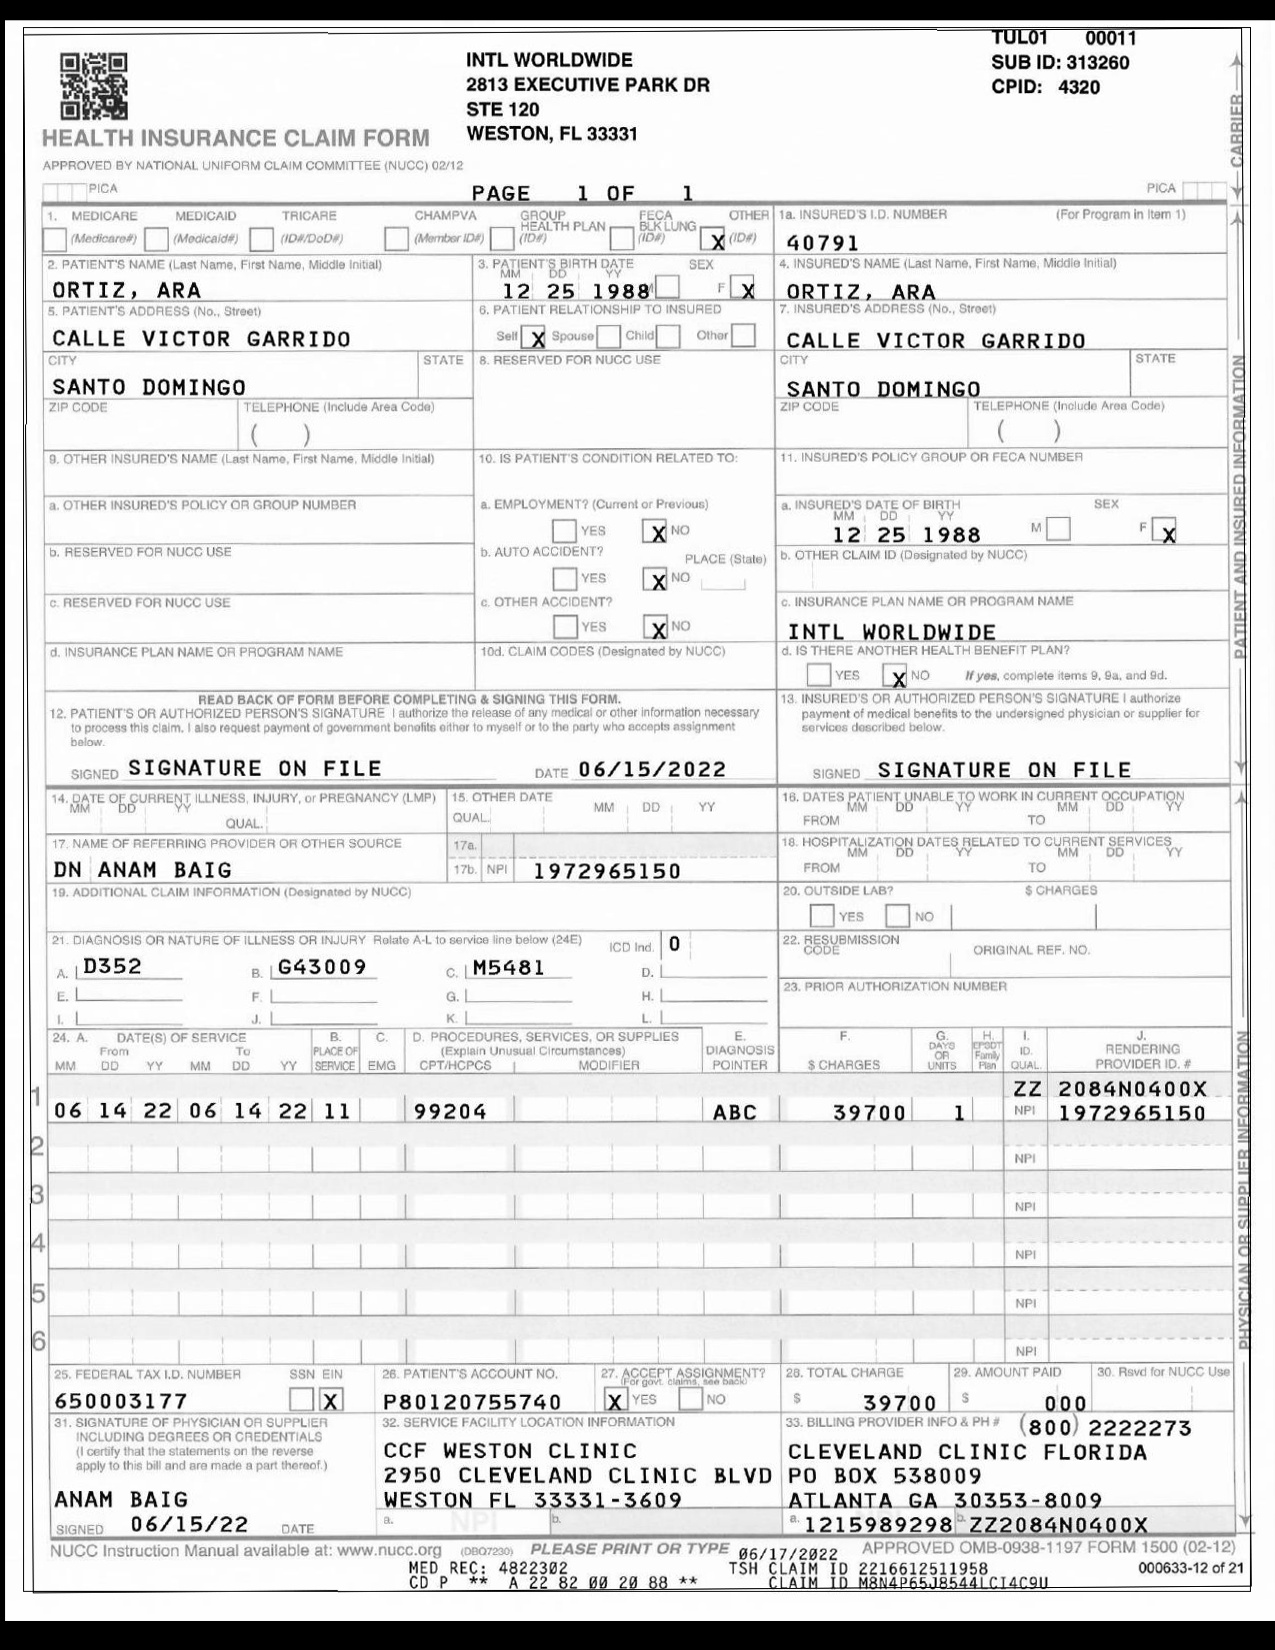 TUL01 00011
INTL WORLDWIDE
SUB ID: 313260
2813 EXECUTIVE PARK DR
CPID: 4320
STE 120
WESTON, FL 33331
HEALTH INSURANCE CLAIM FORM
APPROVED BY NATIONAL UNIFORM CLAIM COMMITTEE (NUCC) 02/12
PICA
PAGE 1 OF 1
PICA
CARRIER
1. MEDICARE MEDICAID TRICARE CHAMPVA GROUP HEALTH PLAN FECA BLK LUNG OTHER
(Medicare#) (Medicaid#) (ID#/DoD#) (Member ID#) (ID#) (ID#) X (ID#)
1a. INSURED'S I.D. NUMBER (For Program in Item 1)
40791
2. PATIENT'S NAME (Last Name, First Name, Middle Initial)
ORTIZ, ARA
3. PATIENT'S BIRTH DATE SEX
MM DD YY
12 25 1988 M F X
4. INSURED'S NAME (Last Name, First Name, Middle Initial)
ORTIZ, ARA
5. PATIENT'S ADDRESS (No., Street)
CALLE VICTOR GARRIDO
6. PATIENT RELATIONSHIP TO INSURED
Self X Spouse Child Other
7. INSURED'S ADDRESS (No., Street)
CALLE VICTOR GARRIDO
CITY STATE
SANTO DOMINGO
8. RESERVED FOR NUCC USE
CITY STATE
SANTO DOMINGO
ZIP CODE TELEPHONE (Include Area Code)
( )
ZIP CODE TELEPHONE (Include Area Code)
( )
9. OTHER INSURED'S NAME (Last Name, First Name, Middle Initial)
10. IS PATIENT'S CONDITION RELATED TO:
11. INSURED'S POLICY GROUP OR FECA NUMBER
a. OTHER INSURED'S POLICY OR GROUP NUMBER
a. EMPLOYMENT? (Current or Previous)
YES X NO
a. INSURED'S DATE OF BIRTH SEX
MM DD YY
12 25 1988 M F X
b. RESERVED FOR NUCC USE
b. AUTO ACCIDENT? PLACE (State)
YES X NO
b. OTHER CLAIM ID (Designated by NUCC)
c. RESERVED FOR NUCC USE
c. OTHER ACCIDENT?
YES X NO
c. INSURANCE PLAN NAME OR PROGRAM NAME
INTL WORLDWIDE
d. INSURANCE PLAN NAME OR PROGRAM NAME
10d. CLAIM CODES (Designated by NUCC)
d. IS THERE ANOTHER HEALTH BENEFIT PLAN?
YES X NO If yes, complete items 9, 9a, and 9d.
READ BACK OF FORM BEFORE COMPLETING & SIGNING THIS FORM.
12. PATIENT'S OR AUTHORIZED PERSON'S SIGNATURE I authorize the release of any medical or other information necessary
to process this claim. I also request payment of government benefits either to myself or to the party who accepts assignment
below.
SIGNED SIGNATURE ON FILE DATE 06/15/2022
13. INSURED'S OR AUTHORIZED PERSON'S SIGNATURE I authorize
payment of medical benefits to the undersigned physician or supplier for
services described below.
SIGNED SIGNATURE ON FILE
PATIENT AND INSURED INFORMATION
14. DATE OF CURRENT ILLNESS, INJURY, or PREGNANCY (LMP)
MM DD YY
QUAL.
15. OTHER DATE
QUAL. MM DD YY
16. DATES PATIENT UNABLE TO WORK IN CURRENT OCCUPATION
MM DD YY MM DD YY
FROM TO
17. NAME OF REFERRING PROVIDER OR OTHER SOURCE
DN ANAM BAIG
17a.
17b. NPI 1972965150
18. HOSPITALIZATION DATES RELATED TO CURRENT SERVICES
MM DD YY MM DD YY
FROM TO
19. ADDITIONAL CLAIM INFORMATION (Designated by NUCC)
20. OUTSIDE LAB? $ CHARGES
YES NO
21. DIAGNOSIS OR NATURE OF ILLNESS OR INJURY Relate A-L to service line below (24E) ICD Ind. 0
A. D352 B. G43009 C. M5481 D.
E. F. G. H.
I. J. K. L.
22. RESUBMISSION CODE ORIGINAL REF. NO.
23. PRIOR AUTHORIZATION NUMBER
24. A. DATE(S) OF SERVICE B. C. D. PROCEDURES, SERVICES, OR SUPPLIES E. F. G. H. I. J.
From To PLACE OF (Explain Unusual Circumstances) DIAGNOSIS DAYS OR EPSDT Family ID. RENDERING
MM DD YY MM DD YY SERVICE EMG CPT/HCPCS MODIFIER POINTER $ CHARGES UNITS Plan QUAL. PROVIDER ID. #
ZZ 2084N0400X
1 06 14 22 06 14 22 11 99204 ABC 39700 1 NPI 1972965150
2 NPI
3 NPI
4 NPI
5 NPI
6 NPI
PHYSICIAN OR SUPPLIER INFORMATION
25. FEDERAL TAX I.D. NUMBER SSN EIN
650003177 X
26. PATIENT'S ACCOUNT NO.
P80120755740
27. ACCEPT ASSIGNMENT?
(For govt. claims, see back)
X YES NO
28. TOTAL CHARGE
$ 39700
29. AMOUNT PAID
$ 000
30. Rsvd for NUCC Use
31. SIGNATURE OF PHYSICIAN OR SUPPLIER
INCLUDING DEGREES OR CREDENTIALS
(I certify that the statements on the reverse
apply to this bill and are made a part thereof.)
ANAM BAIG
SIGNED 06/15/22 DATE
32. SERVICE FACILITY LOCATION INFORMATION
CCF WESTON CLINIC
2950 CLEVELAND CLINIC BLVD
WESTON FL 33331-3609
a. NPI b.
33. BILLING PROVIDER INFO & PH # (800) 2222273
CLEVELAND CLINIC FLORIDA
PO BOX 538009
ATLANTA GA 30353-8009
a. 1215989298 b. ZZ2084N0400X
NUCC Instruction Manual available at: www.nucc.org (DBQ7230) PLEASE PRINT OR TYPE 06/17/2022 APPROVED OMB-0938-1197 FORM 1500 (02-12)
MED REC: 4822302 TSH CLAIM ID 2216612511958 000633-12 of 21
CD P ** A 22 82 00 20 88 ** CLAIM ID M8N4P65J8544LCI4C9U